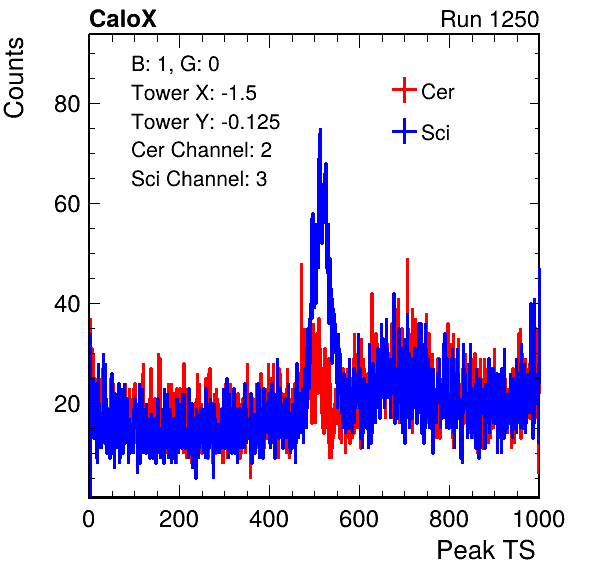 CaloX Run 1250
Counts
B: 1, G: 0
Tower X: -1.5
Tower Y: -0.125
Cer Channel: 2
Sci Channel: 3
Cer
Sci
80
60
40
20
0 200 400 600 800 1000
Peak TS